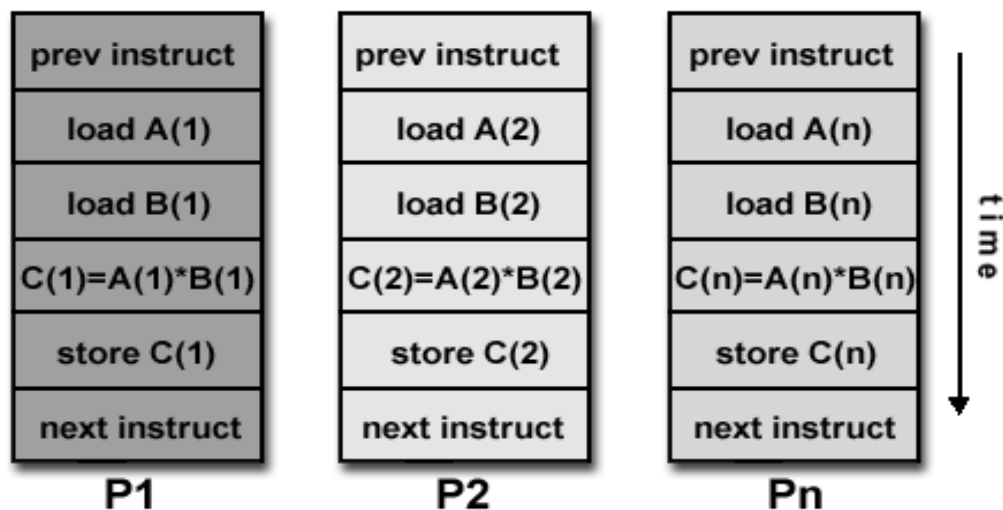 prev instruct
load A(1)
load B(1)
C(1)=A(1)*B(1)
store C(1)
next instruct
P1
prev instruct
load A(2)
load B(2)
C(2)=A(2)*B(2)
store C(2)
next instruct
P2
prev instruct
load A(n)
load B(n)
C(n)=A(n)*B(n)
store C(n)
next instruct
Pn
time